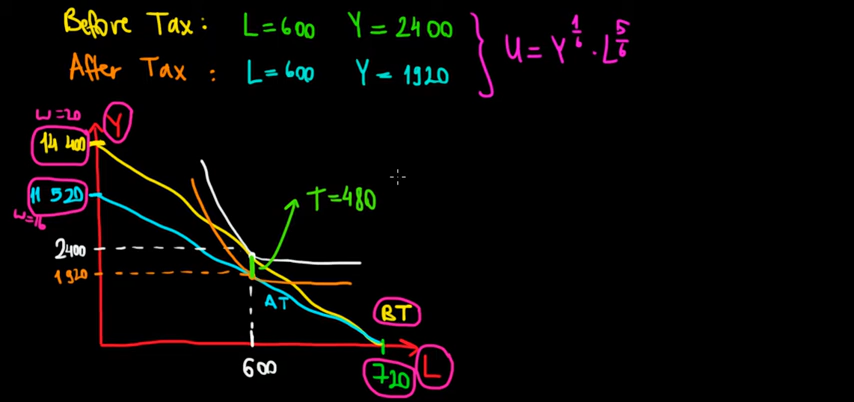 Before Tax: L=600 Y=2400
After Tax: L=600 Y=1920
U=Y^1/6 · L^5/6
w=20
Y
14 400
11 520
w=16
T=480
2400
1920
AT
BT
600
720
L